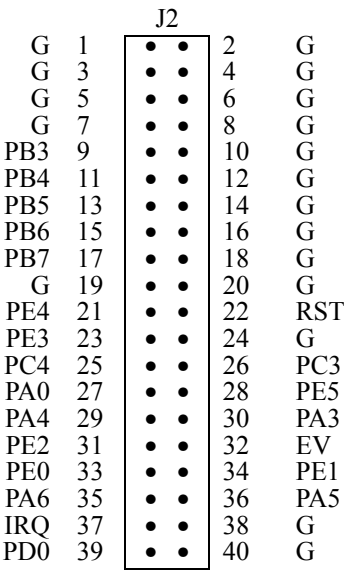 J2
G 1 2 G
G 3 4 G
G 5 6 G
G 7 8 G
PB3 9 10 G
PB4 11 12 G
PB5 13 14 G
PB6 15 16 G
PB7 17 18 G
G 19 20 G
PE4 21 22 RST
PE3 23 24 G
PC4 25 26 PC3
PA0 27 28 PE5
PA4 29 30 PA3
PE2 31 32 EV
PE0 33 34 PE1
PA6 35 36 PA5
IRQ 37 38 G
PD0 39 40 G